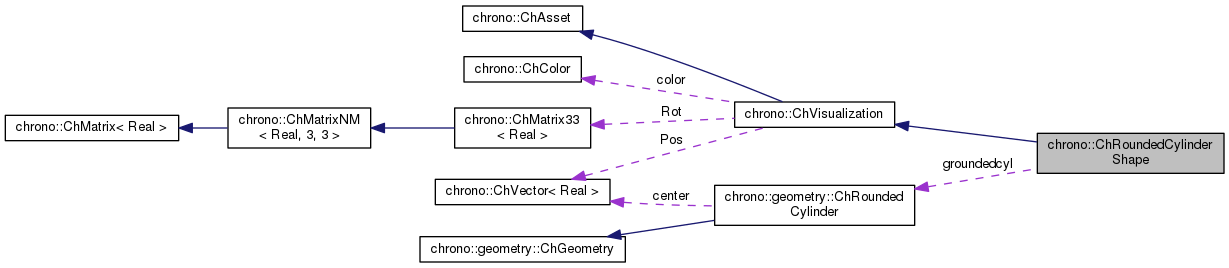 chrono::ChAsset
chrono::ChColor
color
chrono::ChVisualization
chrono::ChMatrix< Real >
chrono::ChMatrixNM
< Real, 3, 3 >
chrono::ChMatrix33
< Real >
Rot
Pos
chrono::ChRoundedCylinder
Shape
groundedcyl
chrono::ChVector< Real >
center
chrono::geometry::ChRounded
Cylinder
chrono::geometry::ChGeometry